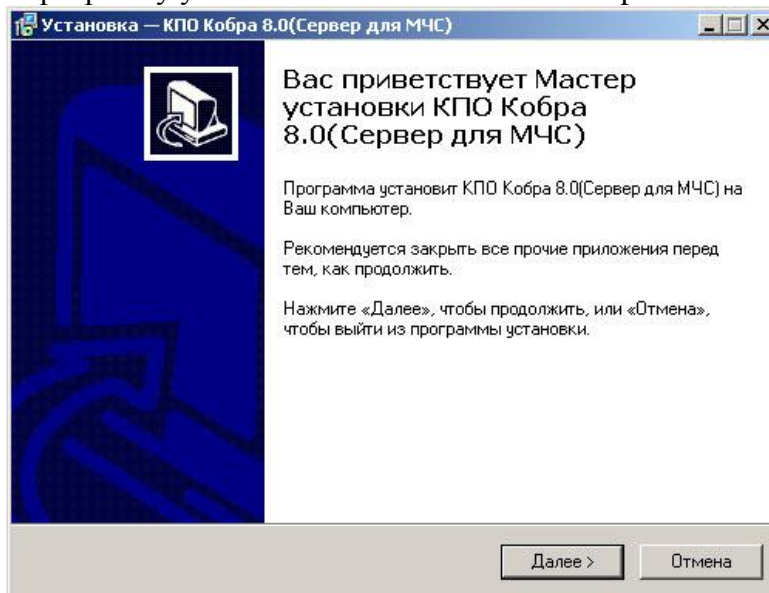 Установка — КПО Кобра 8.0(Сервер для МЧС)
Вас приветствует Мастер
установки КПО Кобра
8.0(Сервер для МЧС)
Программа установит КПО Кобра 8.0(Сервер для МЧС) на
Ваш компьютер.
Рекомендуется закрыть все прочие приложения перед
тем, как продолжить.
Нажмите «Далее», чтобы продолжить, или «Отмена»,
чтобы выйти из программы установки.
Далее >
Отмена